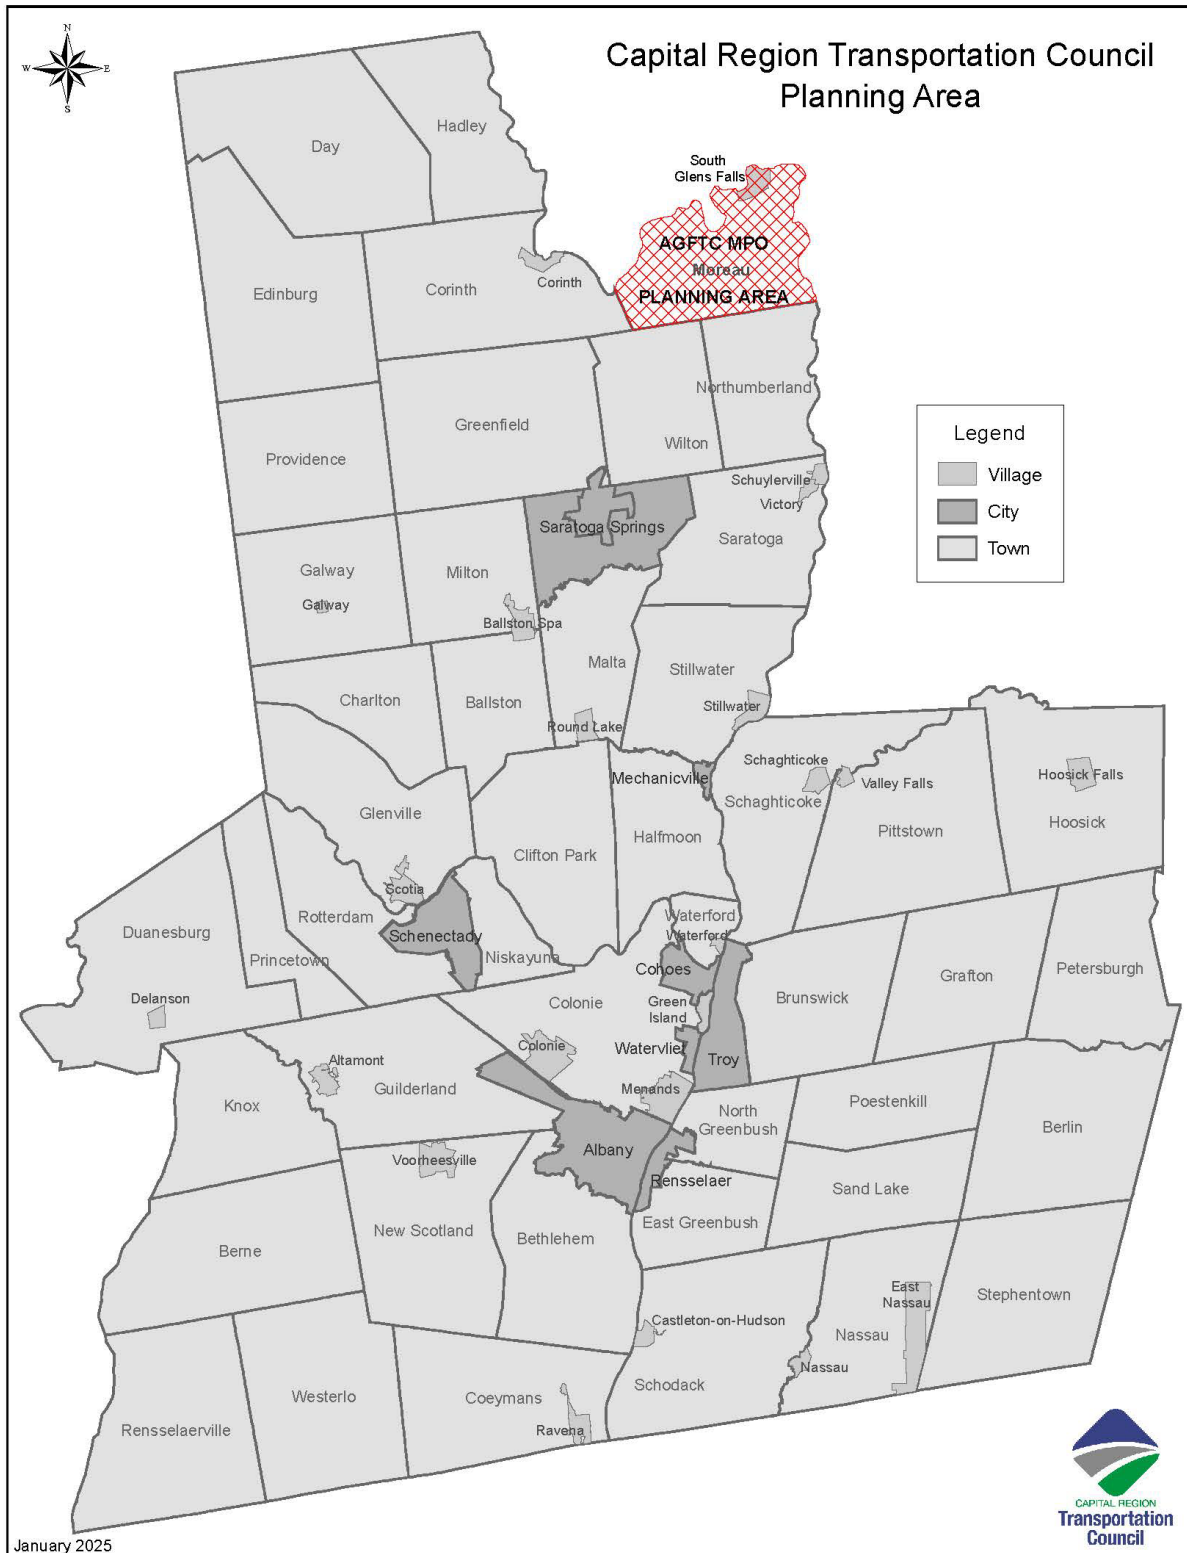 Capital Region Transportation Council
Planning Area
N
W
E
S
Day
Hadley
South
Glens Falls
AGFTC MPO
Moreau
PLANNING AREA
Edinburg
Corinth
Corinth
Northumberland
Greenfield
Wilton
Providence
Legend
Village
City
Town
Schuylerville
Victory
Saratoga Springs
Saratoga
Galway
Galway
Milton
Ballston Spa
Malta
Stillwater
Stillwater
Charlton
Ballston
Round Lake
Mechanicville
Schaghticoke
Schaghticoke
Valley Falls
Hoosick Falls
Hoosick
Pittstown
Glenville
Clifton Park
Halfmoon
Scotia
Rotterdam
Schenectady
Niskayuna
Waterford
Waterford
Duanesburg
Princetown
Delanson
Cohoes
Colonie
Green
Island
Brunswick
Grafton
Petersburgh
Colonie
Watervliet
Troy
Altamont
Guilderland
Menands
Knox
North
Greenbush
Poestenkill
Berlin
Voorheesville
Albany
Rensselaer
Sand Lake
New Scotland
Bethlehem
East Greenbush
Berne
East
Nassau
Stephentown
Castleton-on-Hudson
Nassau
Nassau
Westerlo
Coeymans
Schodack
Rensselaerville
Ravena
CAPITAL REGION
Transportation
Council
January 2025